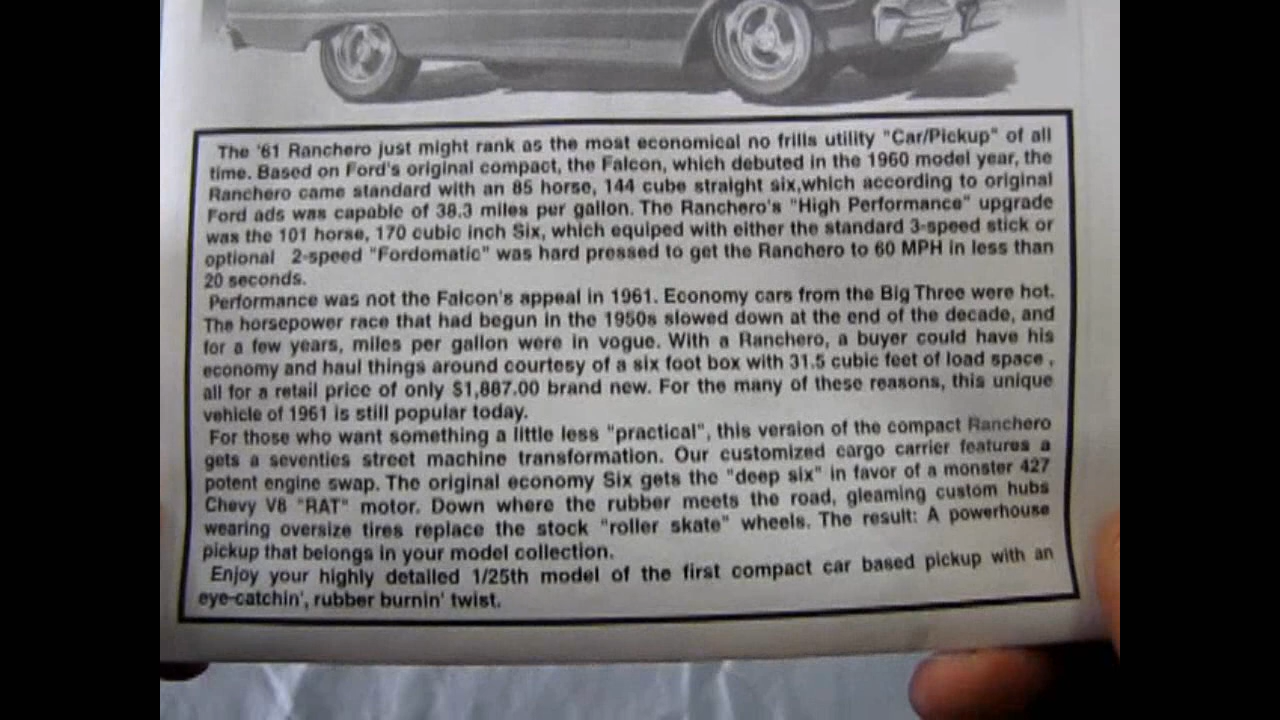 The '61 Ranchero just might rank as the most economical no frills utility "Car/Pickup" of all
time. Based on Ford's original compact, the Falcon, which debuted in the 1960 model year, the
Ranchero came standard with an 85 horse, 144 cube straight six,which according to original
Ford ads was capable of 38.3 miles per gallon. The Ranchero's "High Performance" upgrade
was the 101 horse, 170 cubic inch Six, which equiped with either the standard 3-speed stick or
optional 2-speed "Fordomatic" was hard pressed to get the Ranchero to 60 MPH in less than
20 seconds.
Performance was not the Falcon's appeal in 1961. Economy cars from the Big Three were hot.
The horsepower race that had begun in the 1950s slowed down at the end of the decade, and
for a few years, miles per gallon were in vogue. With a Ranchero, a buyer could have his
economy and haul things around courtesy of a six foot box with 31.5 cubic feet of load space ,
all for a retail price of only $1,887.00 brand new. For the many of these reasons, this unique
vehicle of 1961 is still popular today.
For those who want something a little less "practical", this version of the compact Ranchero
gets a seventies street machine transformation. Our customized cargo carrier features a
potent engine swap. The original economy Six gets the "deep six" in favor of a monster 427
Chevy V8 "RAT" motor. Down where the rubber meets the road, gleaming custom hubs
wearing oversize tires replace the stock "roller skate" wheels. The result: A powerhouse
pickup that belongs in your model collection.
Enjoy your highly detailed 1/25th model of the first compact car based pickup with an
eye-catchin', rubber burnin' twist.